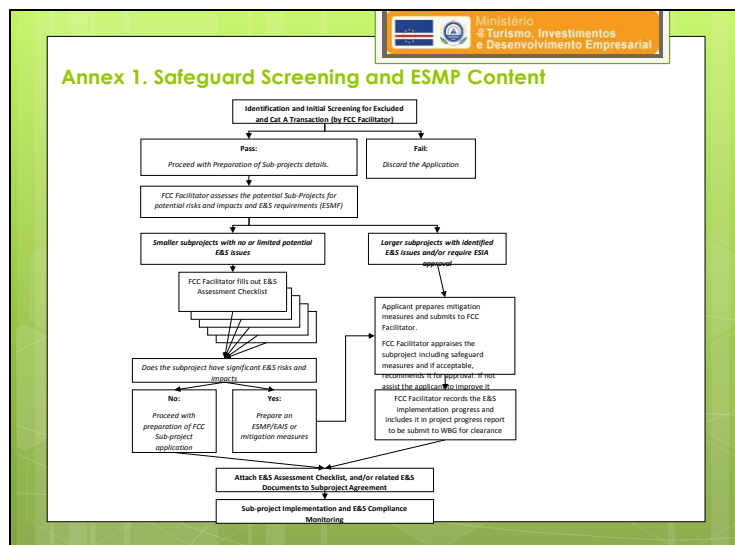 Ministério
& Turismo, Investimentos
e Desenvolvimento Empresarial
Annex 1. Safeguard Screening and ESMP Content
Identification and Initial Screening for Excluded
and Cat A Transaction (by FCC Facilitator)
Pass:
Proceed with Preparation of Sub-projects details.
Fail:
Discard the Application
FCC Facilitator assesses the potential Sub-Projects for
potential risks and impacts and E&S requirements (ESMF)
Smaller subprojects with no or limited potential
E&S issues
Larger subprojects with identified
E&S issues and/or require ESIA
approval
FCC Facilitator fills out E&S
Assessment Checklist
Applicant prepares mitigation
measures and submits to FCC
Facilitator.
FCC Facilitator appraises the
subproject including safeguard
measures and if acceptable,
recommends it for approval. If not
assist the applicant to improve it
Does the subproject have significant E&S risks and
impacts
No:
Proceed with
preparation of FCC
Sub-project
application
Yes:
Prepare an
ESMP/EAIS or
mitigation measures
FCC Facilitator records the E&S
implementation progress and
includes it in project progress report
to be submit to WBG for clearance
Attach E&S Assessment Checklist, and/or related E&S
Documents to Subproject Agreement
Sub-project Implementation and E&S Compliance
Monitoring